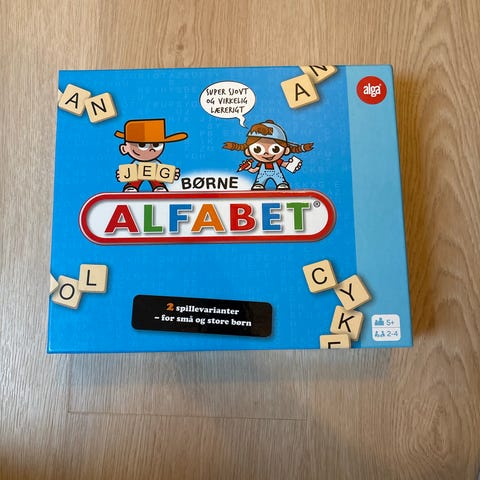 AN
AN
alga
SUPER SJOVT
OG VIRKELIG
LÆRERIGT
JEG
BØRNE
ALFABET®
OL
CYKE
2 spillevarianter
– for små og store børn
5+
2-4